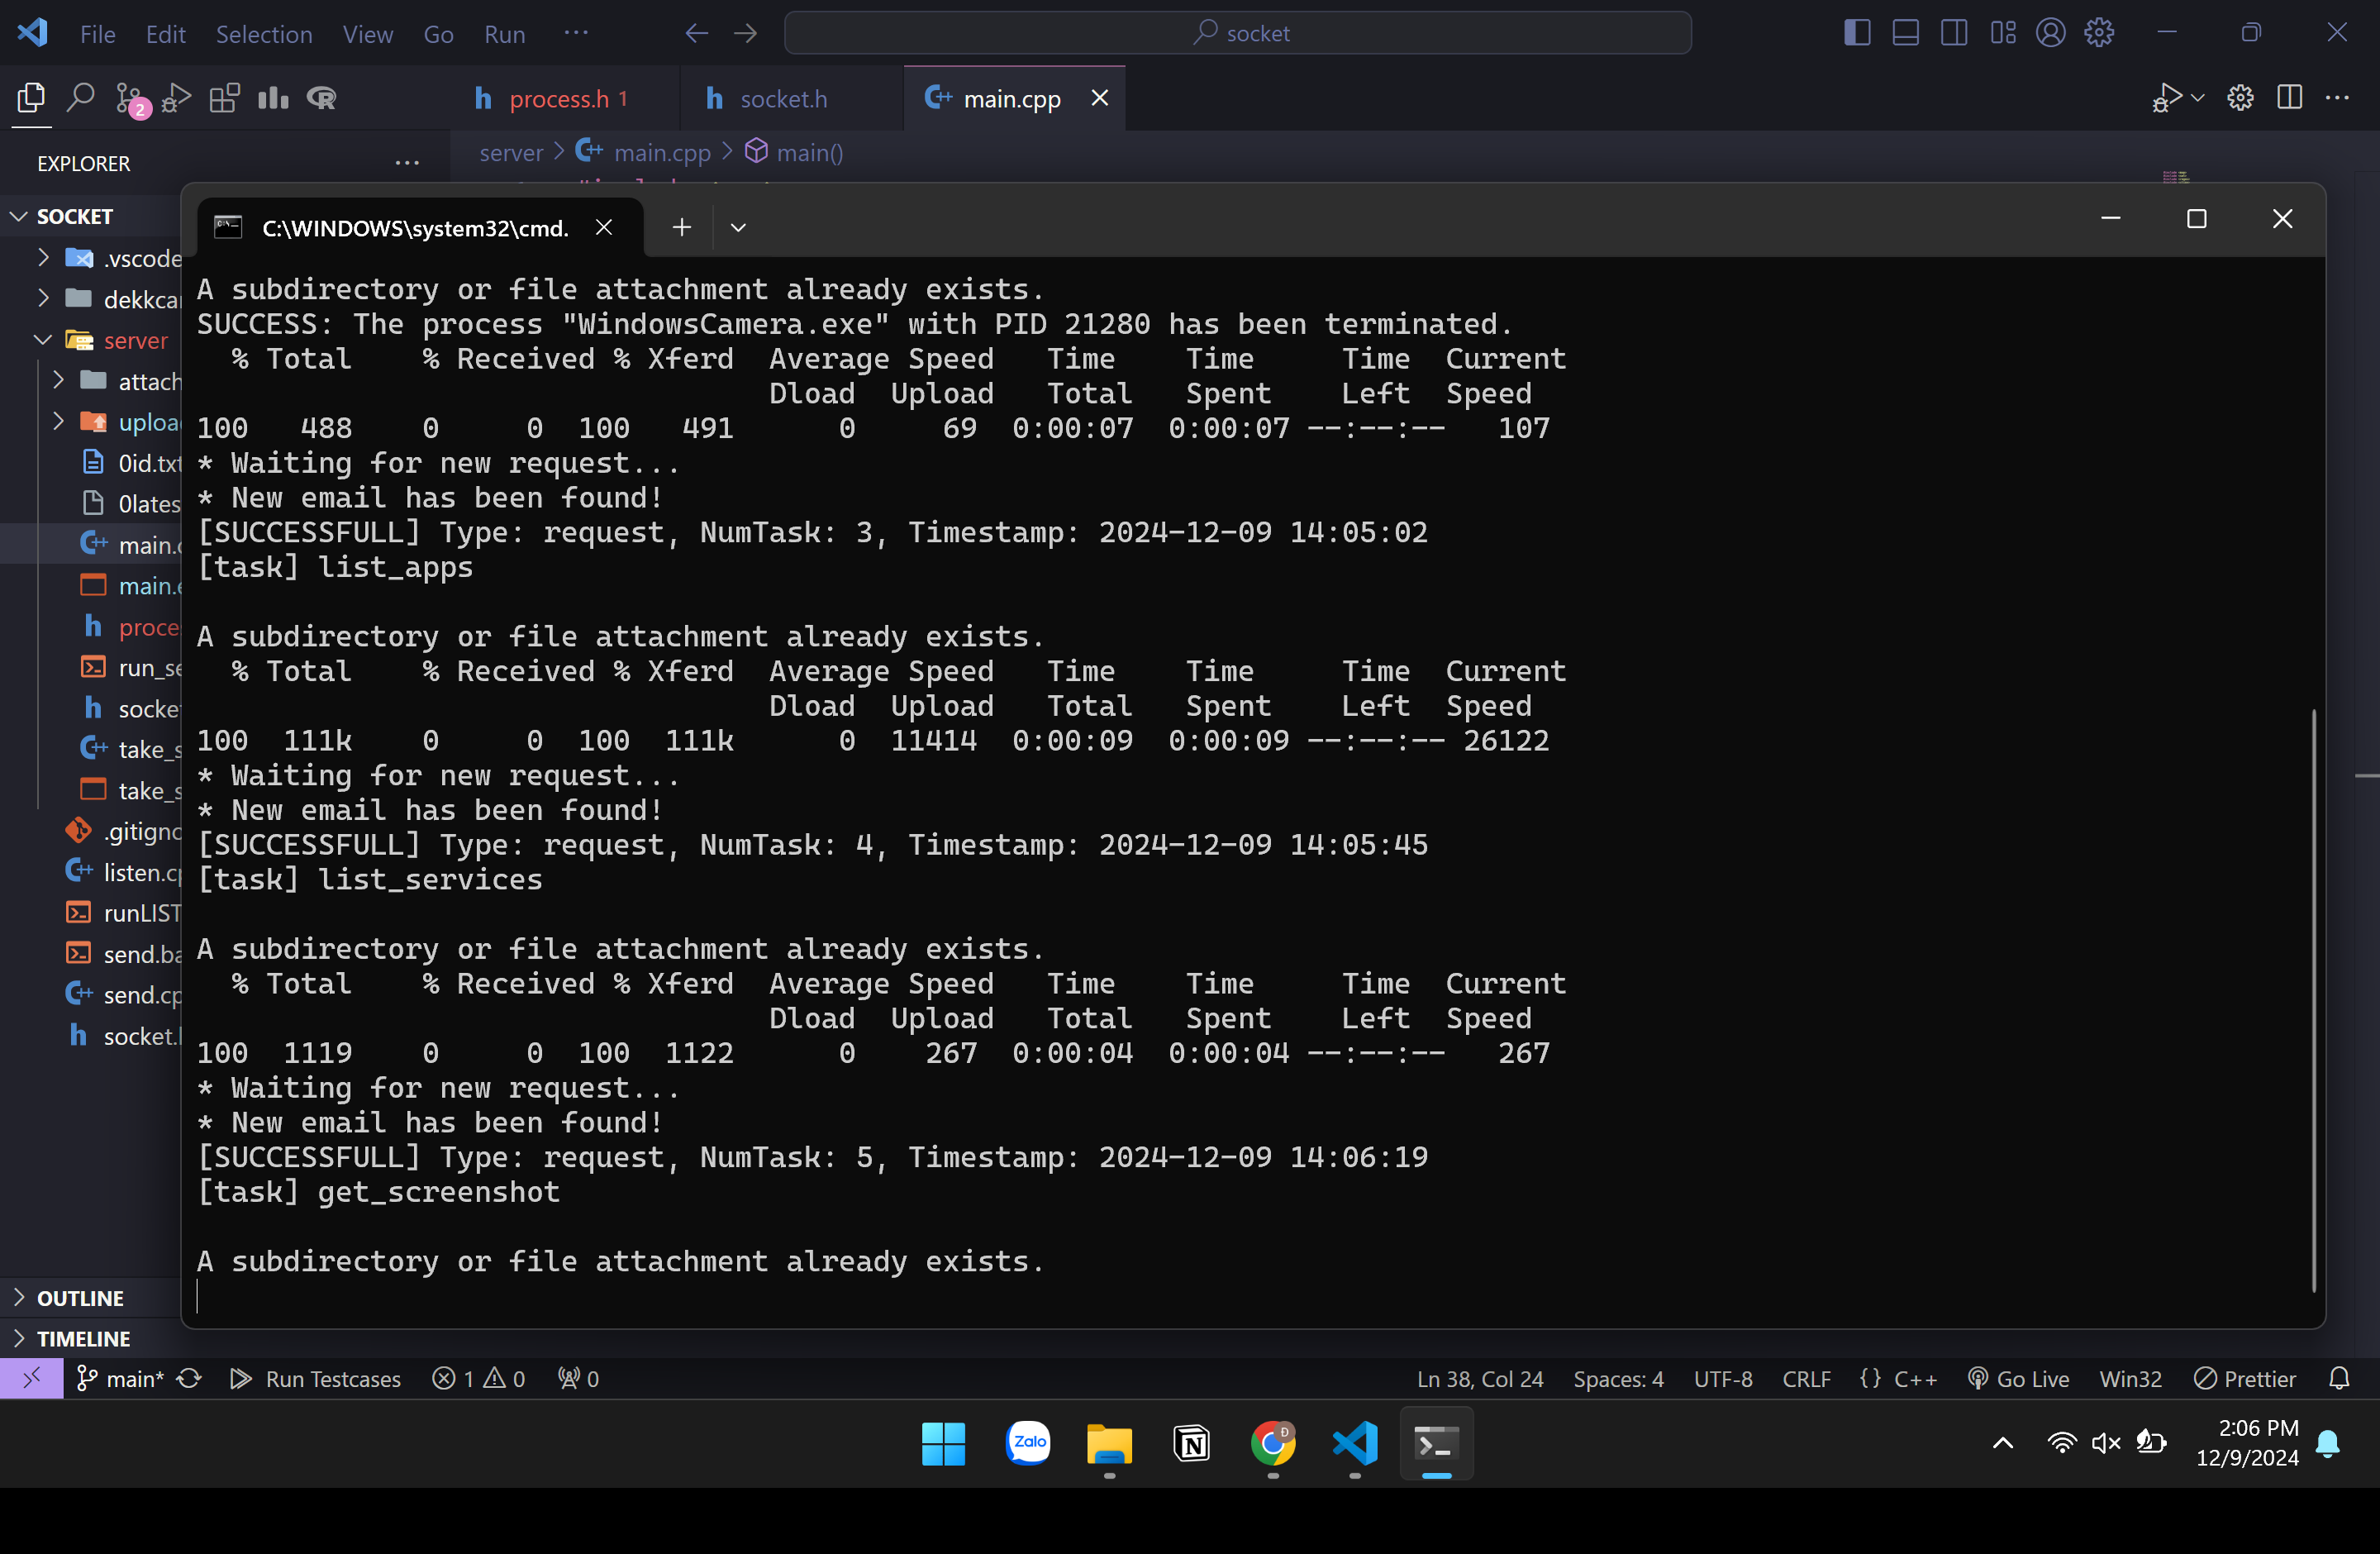 File Edit Selection View Go Run ··· socket
2
process.h 1 socket.h main.cpp
EXPLORER ···
server > main.cpp > main()
SOCKET
C:\WINDOWS\system32\cmd.
.vscode
dekkca
server
attach
uploa
0id.txt
0lates
main.c
main.e
proce
run_se
socket
take_s
take_s
.gitigno
listen.cp
runLIST
send.ba
send.cp
socket.
A subdirectory or file attachment already exists.
SUCCESS: The process "WindowsCamera.exe" with PID 21280 has been terminated.
% Total % Received % Xferd Average Speed Time Time Time Current
Dload Upload Total Spent Left Speed
100 488 0 0 100 491 0 69 0:00:07 0:00:07 --:--:-- 107
* Waiting for new request...
* New email has been found!
[SUCCESSFULL] Type: request, NumTask: 3, Timestamp: 2024-12-09 14:05:02
[task] list_apps
A subdirectory or file attachment already exists.
% Total % Received % Xferd Average Speed Time Time Time Current
Dload Upload Total Spent Left Speed
100 111k 0 0 100 111k 0 11414 0:00:09 0:00:09 --:--:-- 26122
* Waiting for new request...
* New email has been found!
[SUCCESSFULL] Type: request, NumTask: 4, Timestamp: 2024-12-09 14:05:45
[task] list_services
A subdirectory or file attachment already exists.
% Total % Received % Xferd Average Speed Time Time Time Current
Dload Upload Total Spent Left Speed
100 1119 0 0 100 1122 0 267 0:00:04 0:00:04 --:--:-- 267
* Waiting for new request...
* New email has been found!
[SUCCESSFULL] Type: request, NumTask: 5, Timestamp: 2024-12-09 14:06:19
[task] get_screenshot
A subdirectory or file attachment already exists.
OUTLINE
TIMELINE
main* Run Testcases 1 0 0 Ln 38, Col 24 Spaces: 4 UTF-8 CRLF {} C++ Go Live Win32 Prettier
Zalo
2:06 PM
12/9/2024